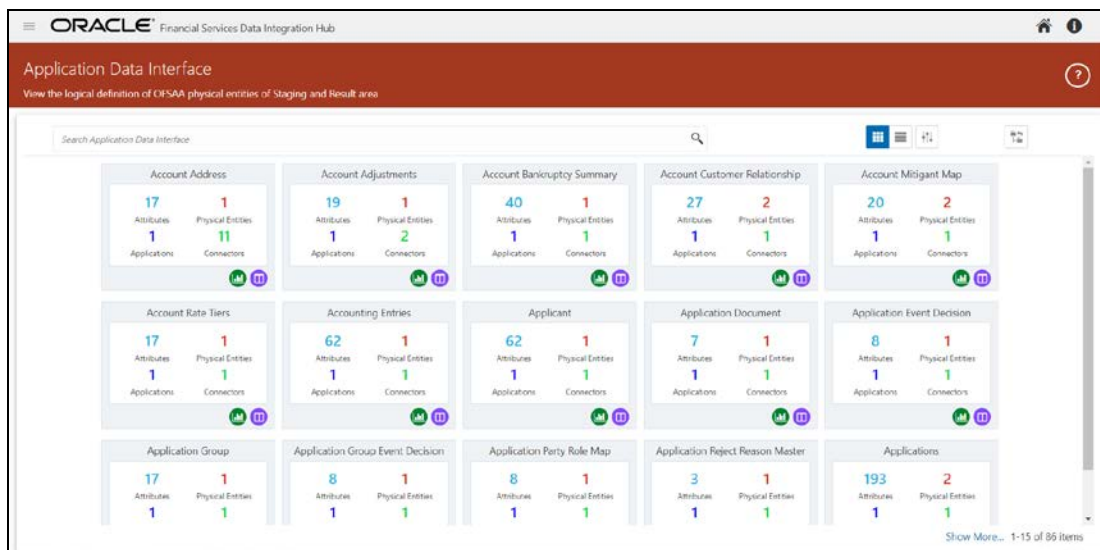 ORACLE® Financial Services Data Integration Hub
Application Data Interface
View the logical definition of OFSAA physical entities of Staging and Result area
?
Search Application Data Interface
Account Address Account Adjustments Account Bankruptcy Summary Account Customer Relationship Account Mitigant Map
17 1 19 1 40 1 27 2 20 2
Attributes Physical Entities Attributes Physical Entities Attributes Physical Entities Attributes Physical Entities Attributes Physical Entities
1 11 1 2 1 1 1 1 1 1
Applications Connectors Applications Connectors Applications Connectors Applications Connectors Applications Connectors
Account Rate Tiers Accounting Entries Applicant Application Document Application Event Decision
17 1 62 1 62 1 7 1 8 1
Attributes Physical Entities Attributes Physical Entities Attributes Physical Entities Attributes Physical Entities Attributes Physical Entities
1 1 1 1 1 1 1 1 1 1
Applications Connectors Applications Connectors Applications Connectors Applications Connectors Applications Connectors
Application Group Application Group Event Decision Application Party Role Map Application Reject Reason Master Applications
17 1 8 1 8 1 3 1 193 2
Attributes Physical Entities Attributes Physical Entities Attributes Physical Entities Attributes Physical Entities Attributes Physical Entities
1 1 1 1 1 1 1 1 1 1
Show More... 1-15 of 86 items